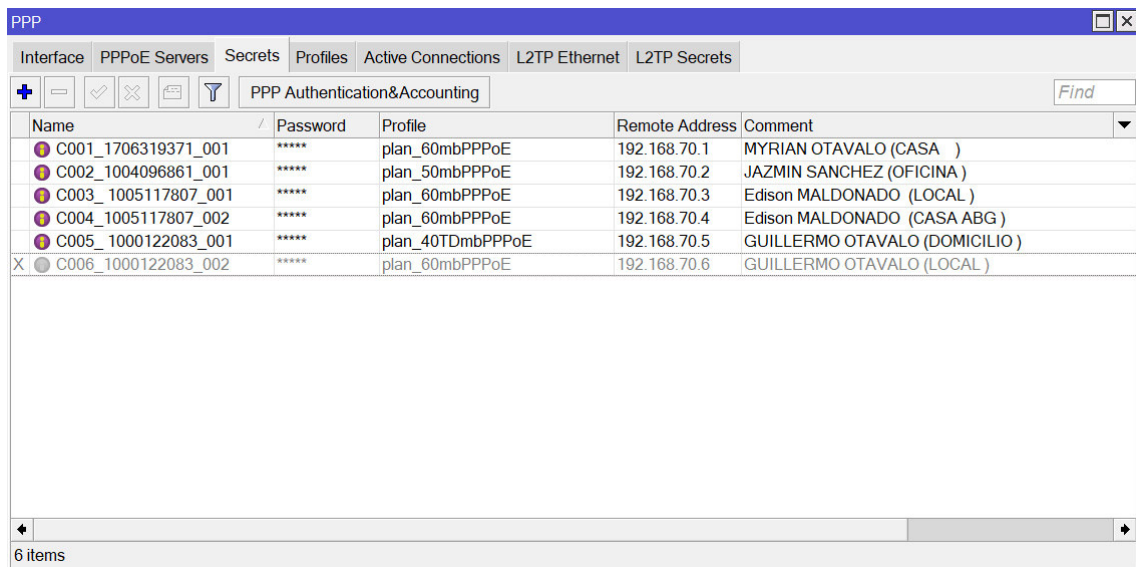 PPP
Interface PPPoE Servers Secrets Profiles Active Connections L2TP Ethernet L2TP Secrets
PPP Authentication&Accounting Find
Name Password Profile Remote Address Comment
C001_1706319371_001 ***** plan_60mbPPPoE 192.168.70.1 MYRIAN OTAVALO (CASA )
C002_1004096861_001 ***** plan_50mbPPPoE 192.168.70.2 JAZMIN SANCHEZ (OFICINA )
C003_ 1005117807_001 ***** plan_60mbPPPoE 192.168.70.3 Edison MALDONADO (LOCAL )
C004_1005117807_002 ***** plan_60mbPPPoE 192.168.70.4 Edison MALDONADO (CASA ABG )
C005_ 1000122083_001 ***** plan_40TDmbPPPoE 192.168.70.5 GUILLERMO OTAVALO (DOMICILIO )
X C006_1000122083_002 ***** plan_60mbPPPoE 192.168.70.6 GUILLERMO OTAVALO (LOCAL )
6 items